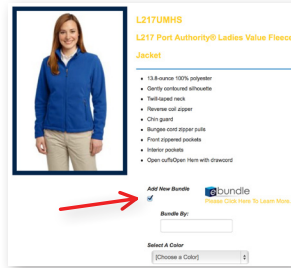 L217UMHS
L217 Port Authority® Ladies Value Fleece
Jacket
13.8-ounce 100% polyester
Gently contoured silhouette
Twill-taped neck
Reverse coil zipper
Chin guard
Bungee cord zipper pulls
Front zippered pockets
Interior pockets
Open cuffsOpen Hem with drawcord
Add New Bundle
ebundle
Please Click Here To Learn More.
Bundle By:
Select A Color
[Choose a Color]